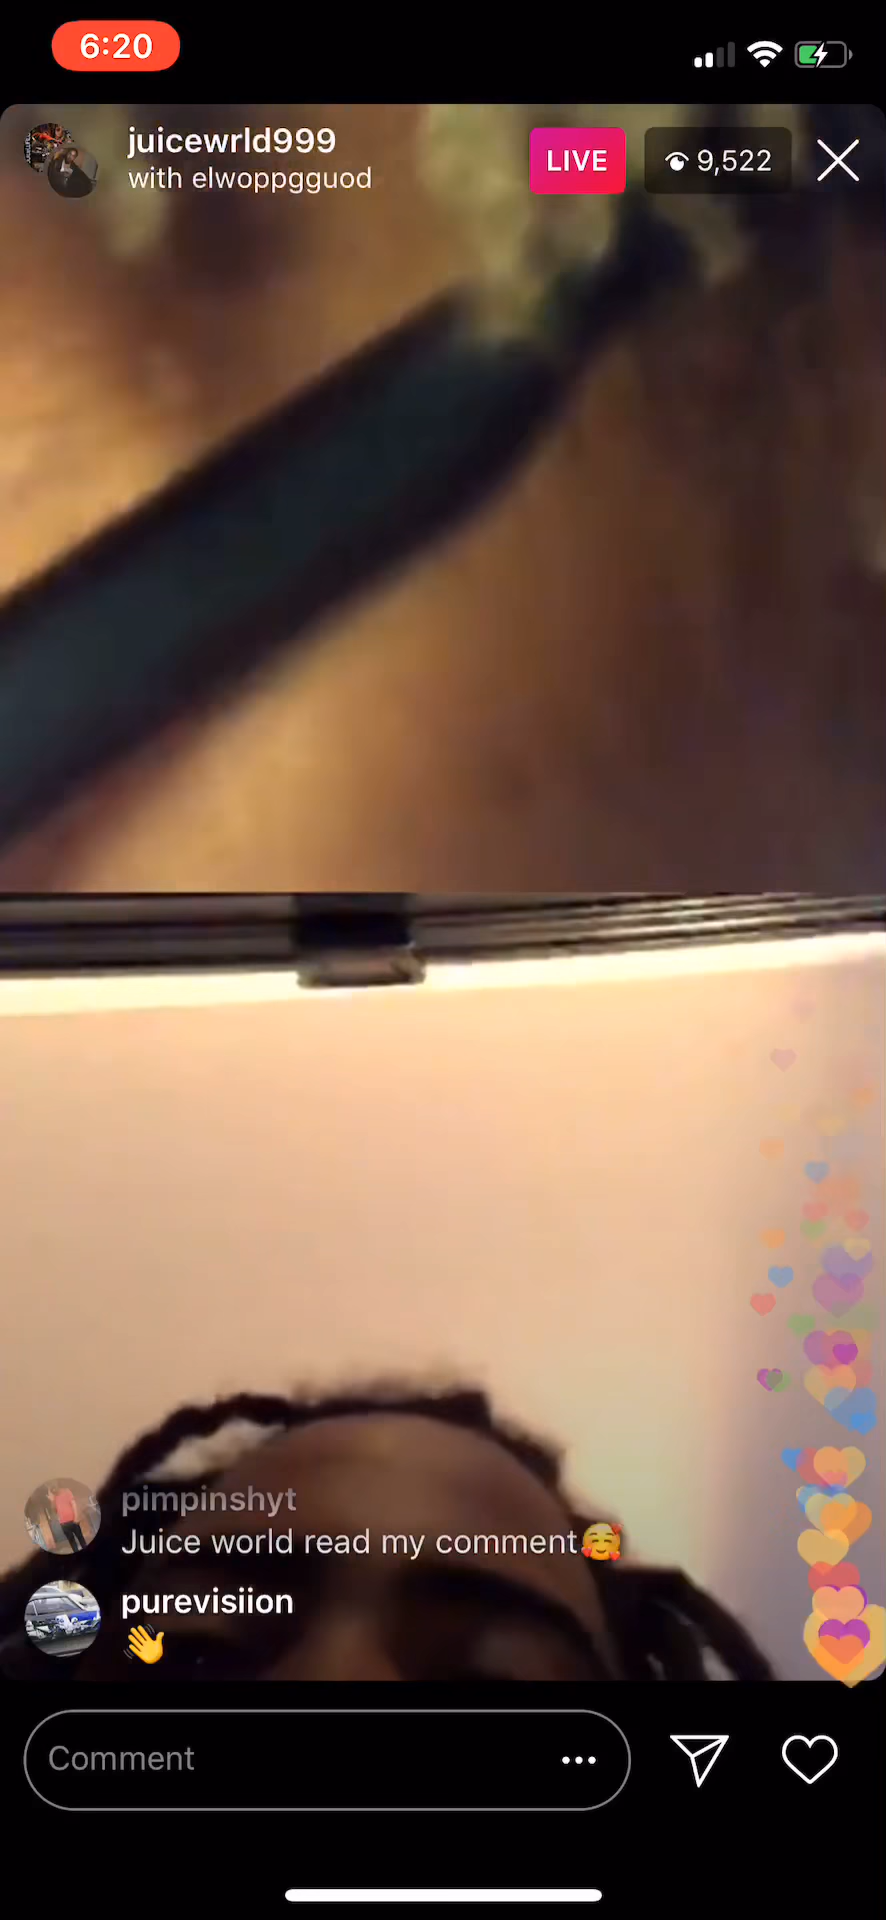 6:20
juicewrld999
with elwoppgguod
LIVE
9,522
pimpinshyt
Juice world read my comment🥰
purevisiion
👋
Comment